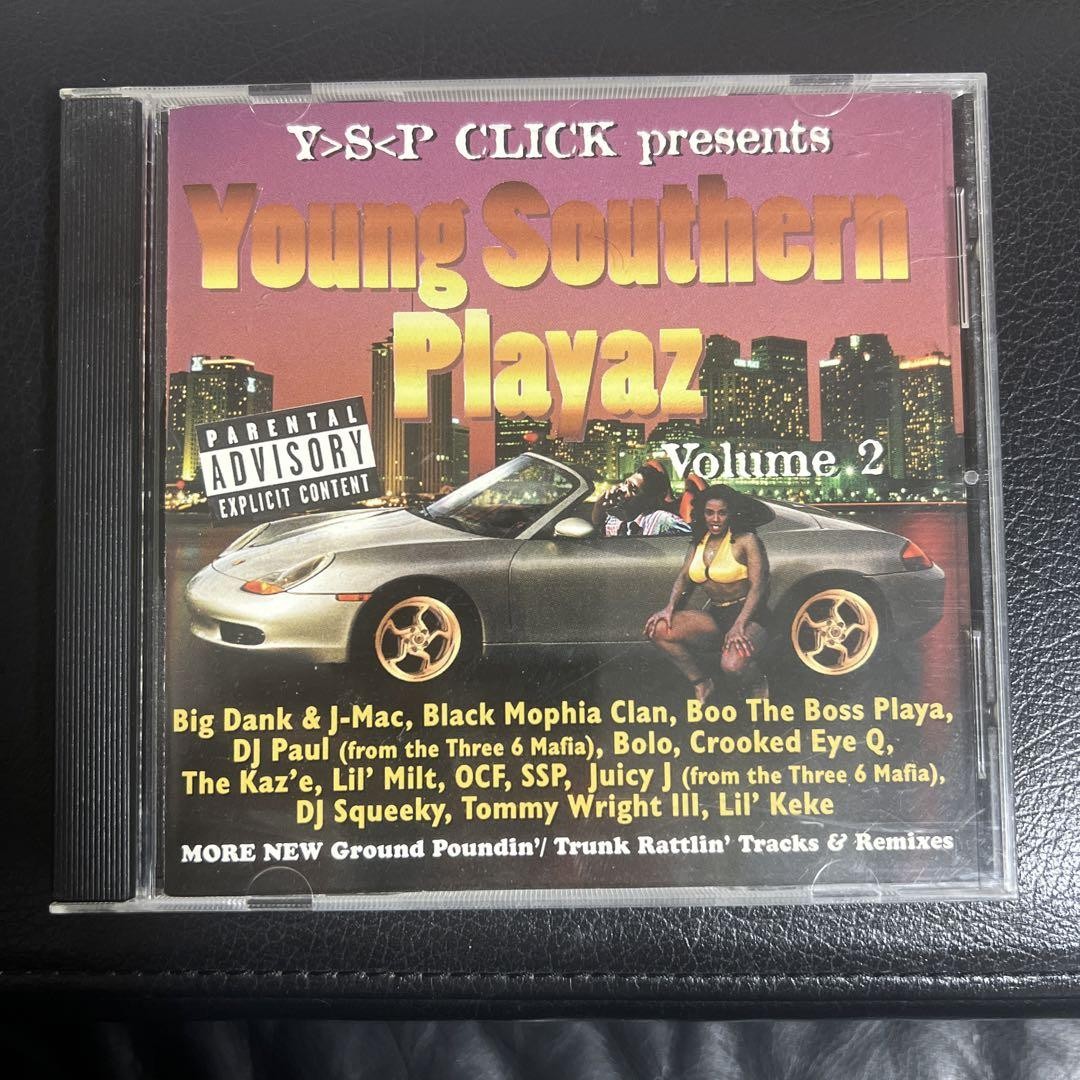 Y>S<P CLICK presents
Young Southern
Playaz
PARENTAL
ADVISORY
EXPLICIT CONTENT
Volume 2
Big Dank & J-Mac, Black Mophia Clan, Boo The Boss Playa,
DJ Paul (from the Three 6 Mafia), Bolo, Crooked Eye Q,
The Kaz'e, Lil' Milt, OCF, SSP, Juicy J (from the Three 6 Mafia),
DJ Squeeky, Tommy Wright III, Lil' Keke
MORE NEW Ground Poundin'/ Trunk Rattlin' Tracks & Remixes